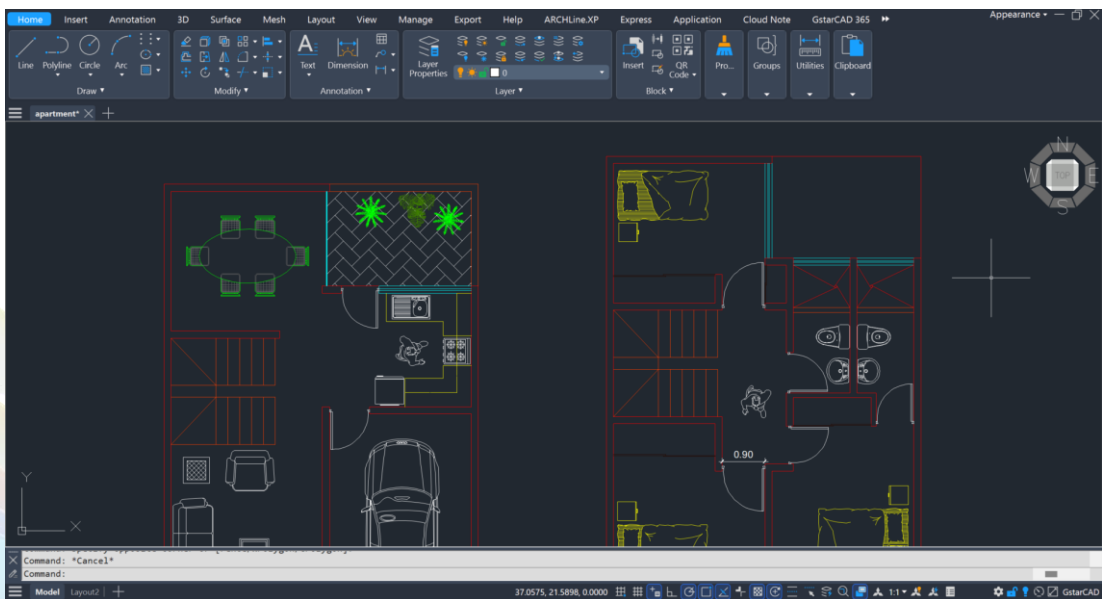 Home Insert Annotation 3D Surface Mesh Layout View Manage Export Help ARCHLine.XP Express Application Cloud Note GstarCAD 365 Appearance
Line Polyline Circle Arc Text Dimension Layer Properties 0 Insert QR Code Pro... Groups Utilities Clipboard
Draw Modify Annotation Layer Block
apartment*
N
W TOP E
S
0.90
Y
X
Command: *Cancel*
Command:
Model Layout2 37.0575, 21.5898, 0.0000 1:1 GstarCAD